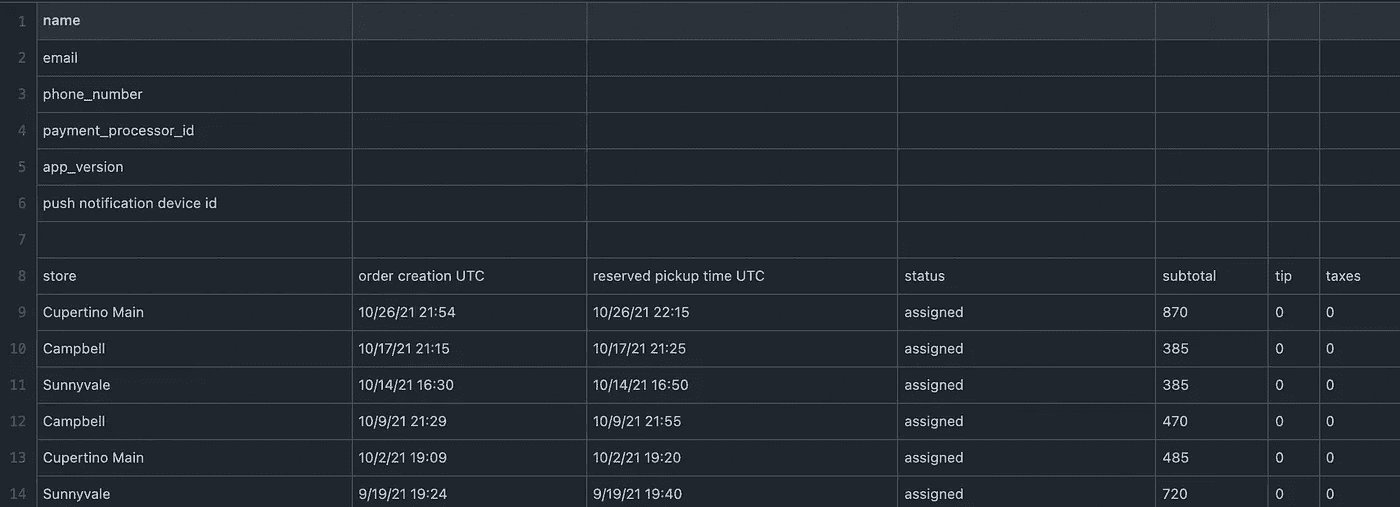 1 name
2 email
3 phone_number
4 payment_processor_id
5 app_version
6 push notification device id
7
8 store order creation UTC reserved pickup time UTC status subtotal tip taxes
9 Cupertino Main 10/26/21 21:54 10/26/21 22:15 assigned 870 0 0
10 Campbell 10/17/21 21:15 10/17/21 21:25 assigned 385 0 0
11 Sunnyvale 10/14/21 16:30 10/14/21 16:50 assigned 385 0 0
12 Campbell 10/9/21 21:29 10/9/21 21:55 assigned 470 0 0
13 Cupertino Main 10/2/21 19:09 10/2/21 19:20 assigned 485 0 0
14 Sunnyvale 9/19/21 19:24 9/19/21 19:40 assigned 720 0 0